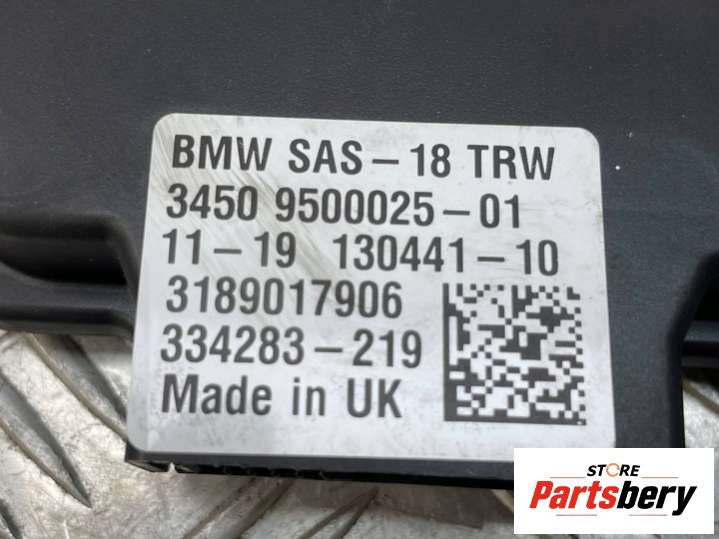 BMW SAS-18 TRW
3450 9500025-01
11-19 130441-10
3189017906
334283-219
Made in UK
STORE
Partsbery